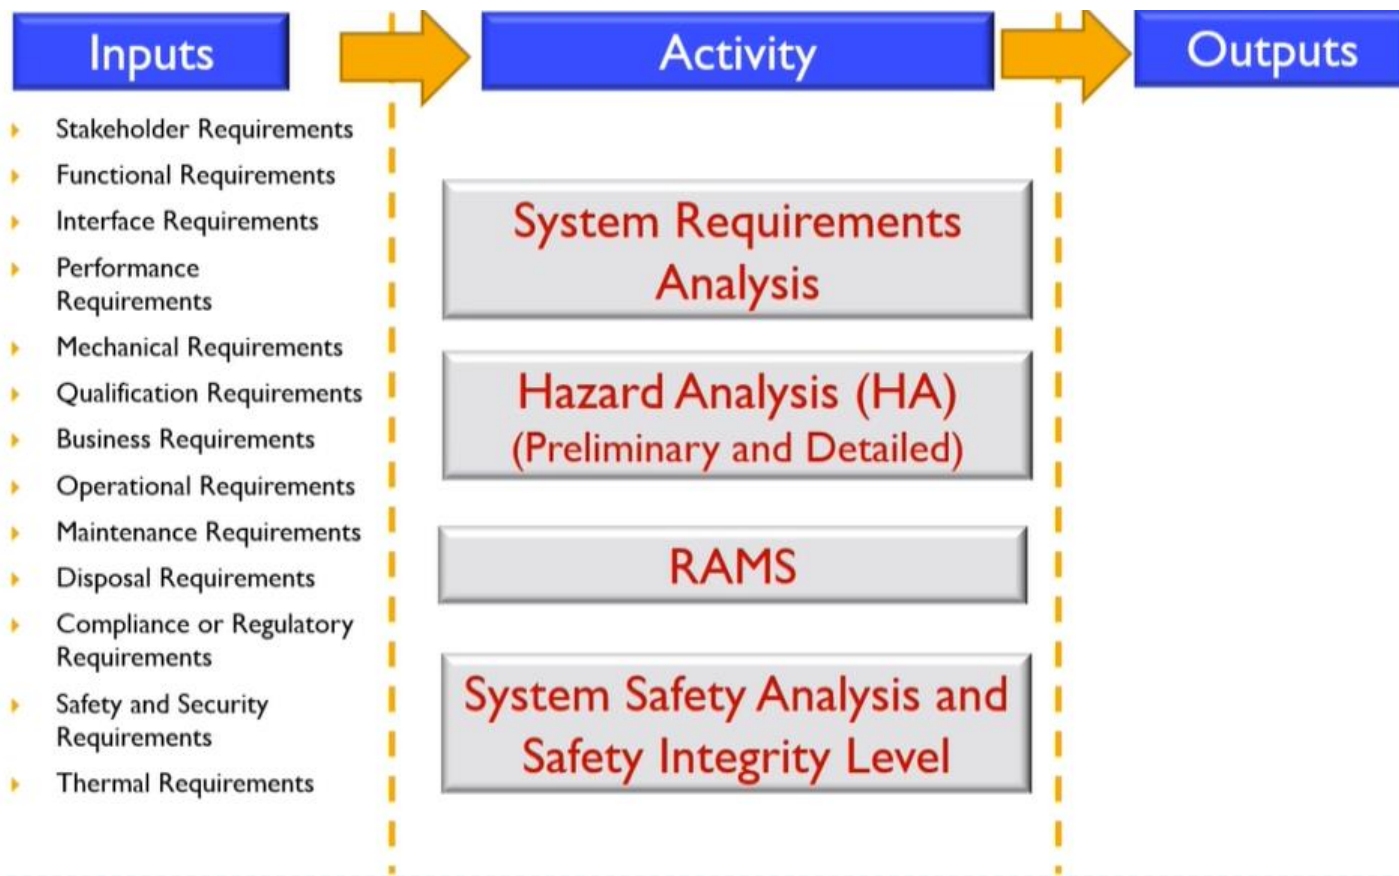 Inputs
Activity
Outputs
Stakeholder Requirements
Functional Requirements
Interface Requirements
Performance
Requirements
Mechanical Requirements
Qualification Requirements
Business Requirements
Operational Requirements
Maintenance Requirements
Disposal Requirements
Compliance or Regulatory
Requirements
Safety and Security
Requirements
Thermal Requirements
System Requirements
Analysis
Hazard Analysis (HA)
(Preliminary and Detailed)
RAMS
System Safety Analysis and
Safety Integrity Level